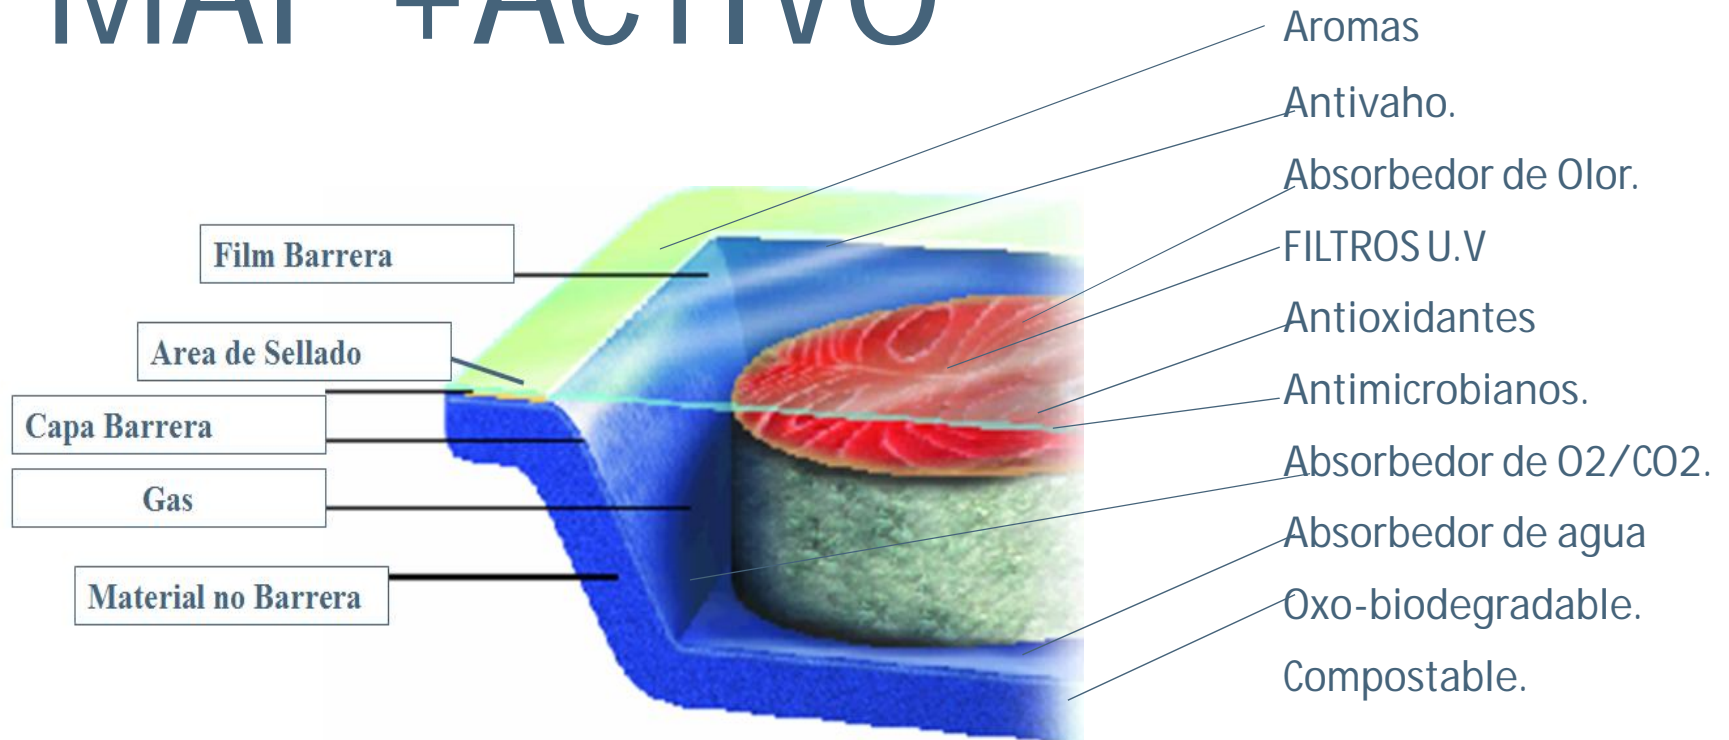 MAP +ACTIVO
Film Barrera
Area de Sellado
Capa Barrera
Gas
Material no Barrera
Aromas
Antivaho.
Absorbedor de Olor.
FILTROS U.V
Antioxidantes
Antimicrobianos.
Absorbedor de O2/CO2.
Absorbedor de agua
Oxo-biodegradable.
Compostable.